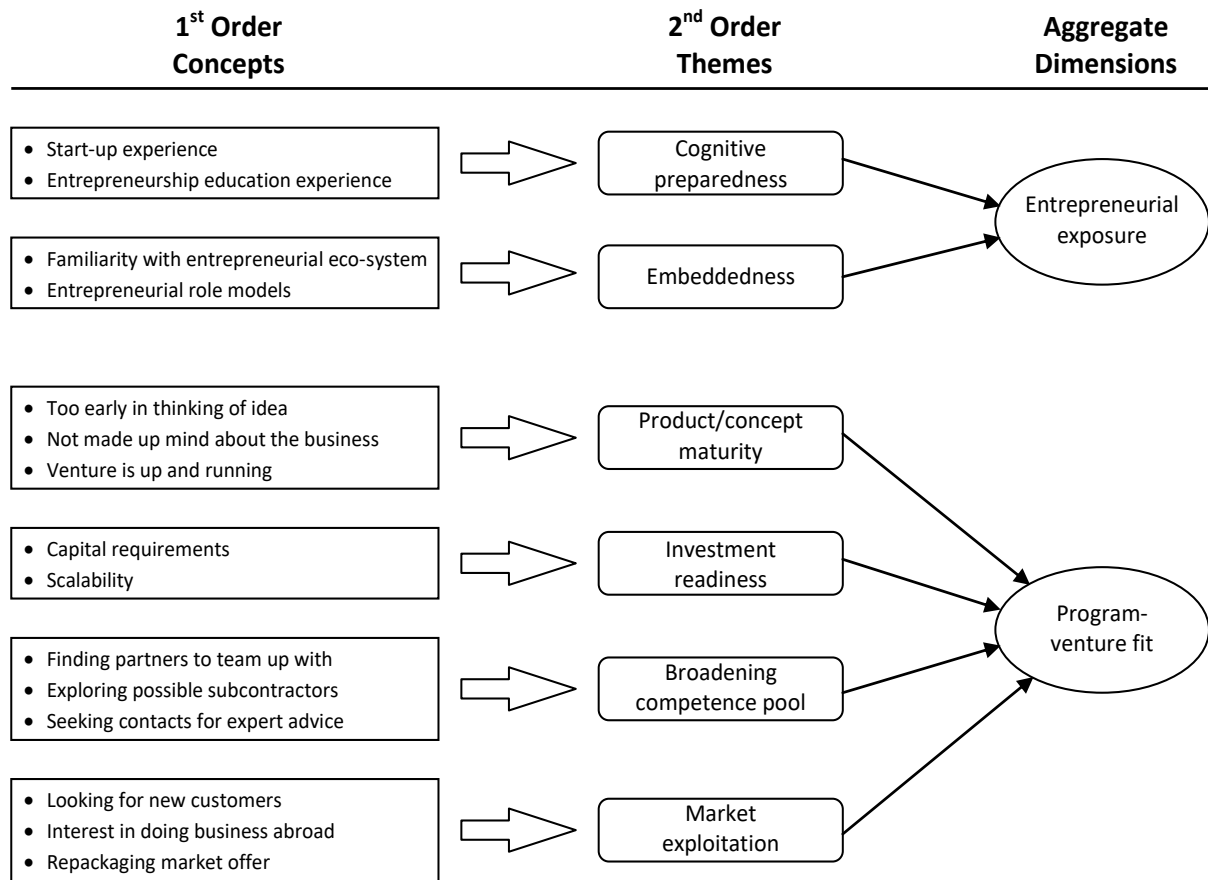 1st Order
Concepts
2nd Order
Themes
Aggregate
Dimensions
• Start-up experience
• Entrepreneurship education experience
Cognitive
preparedness
Entrepreneurial
exposure
• Familiarity with entrepreneurial eco-system
• Entrepreneurial role models
Embeddedness
• Too early in thinking of idea
• Not made up mind about the business
• Venture is up and running
Product/concept
maturity
• Capital requirements
• Scalability
Investment
readiness
Program-
venture fit
• Finding partners to team up with
• Exploring possible subcontractors
• Seeking contacts for expert advice
Broadening
competence pool
• Looking for new customers
• Interest in doing business abroad
• Repackaging market offer
Market
exploitation